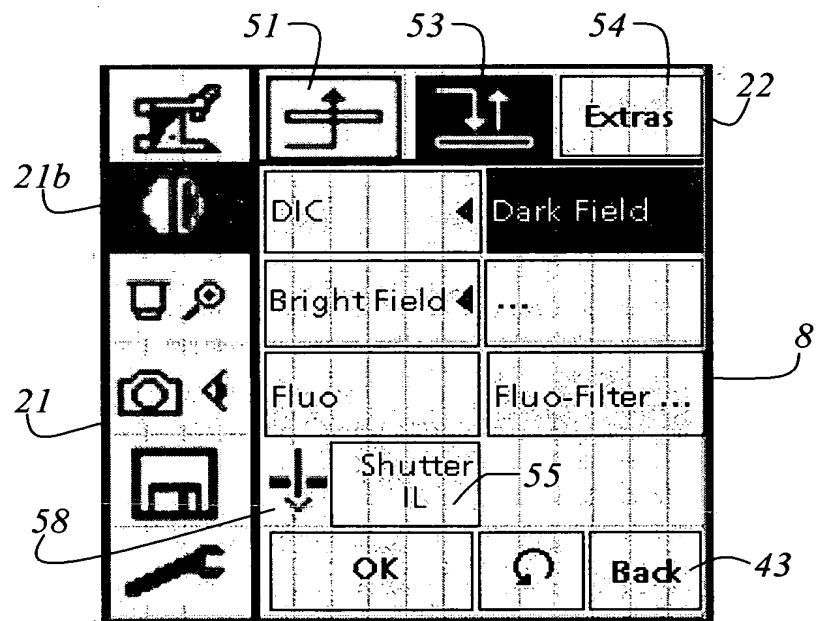 51 53 54
Extras 22
21b
DIC Dark Field
Bright Field ...
8
21
Fluo Fluo-Filter ...
Shutter
IL 55
58
OK Back 43